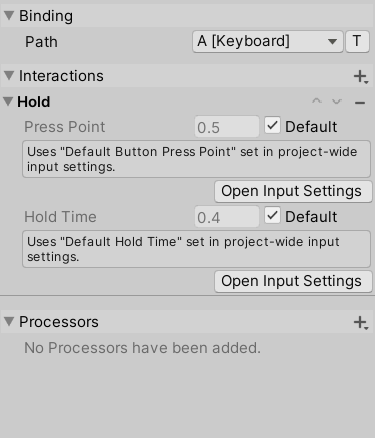 Binding
Path A [Keyboard] T
Interactions
Hold
Press Point 0.5 Default
Uses "Default Button Press Point" set in project-wide
input settings.
Open Input Settings
Hold Time 0.4 Default
Uses "Default Hold Time" set in project-wide input
settings.
Open Input Settings
Processors
No Processors have been added.